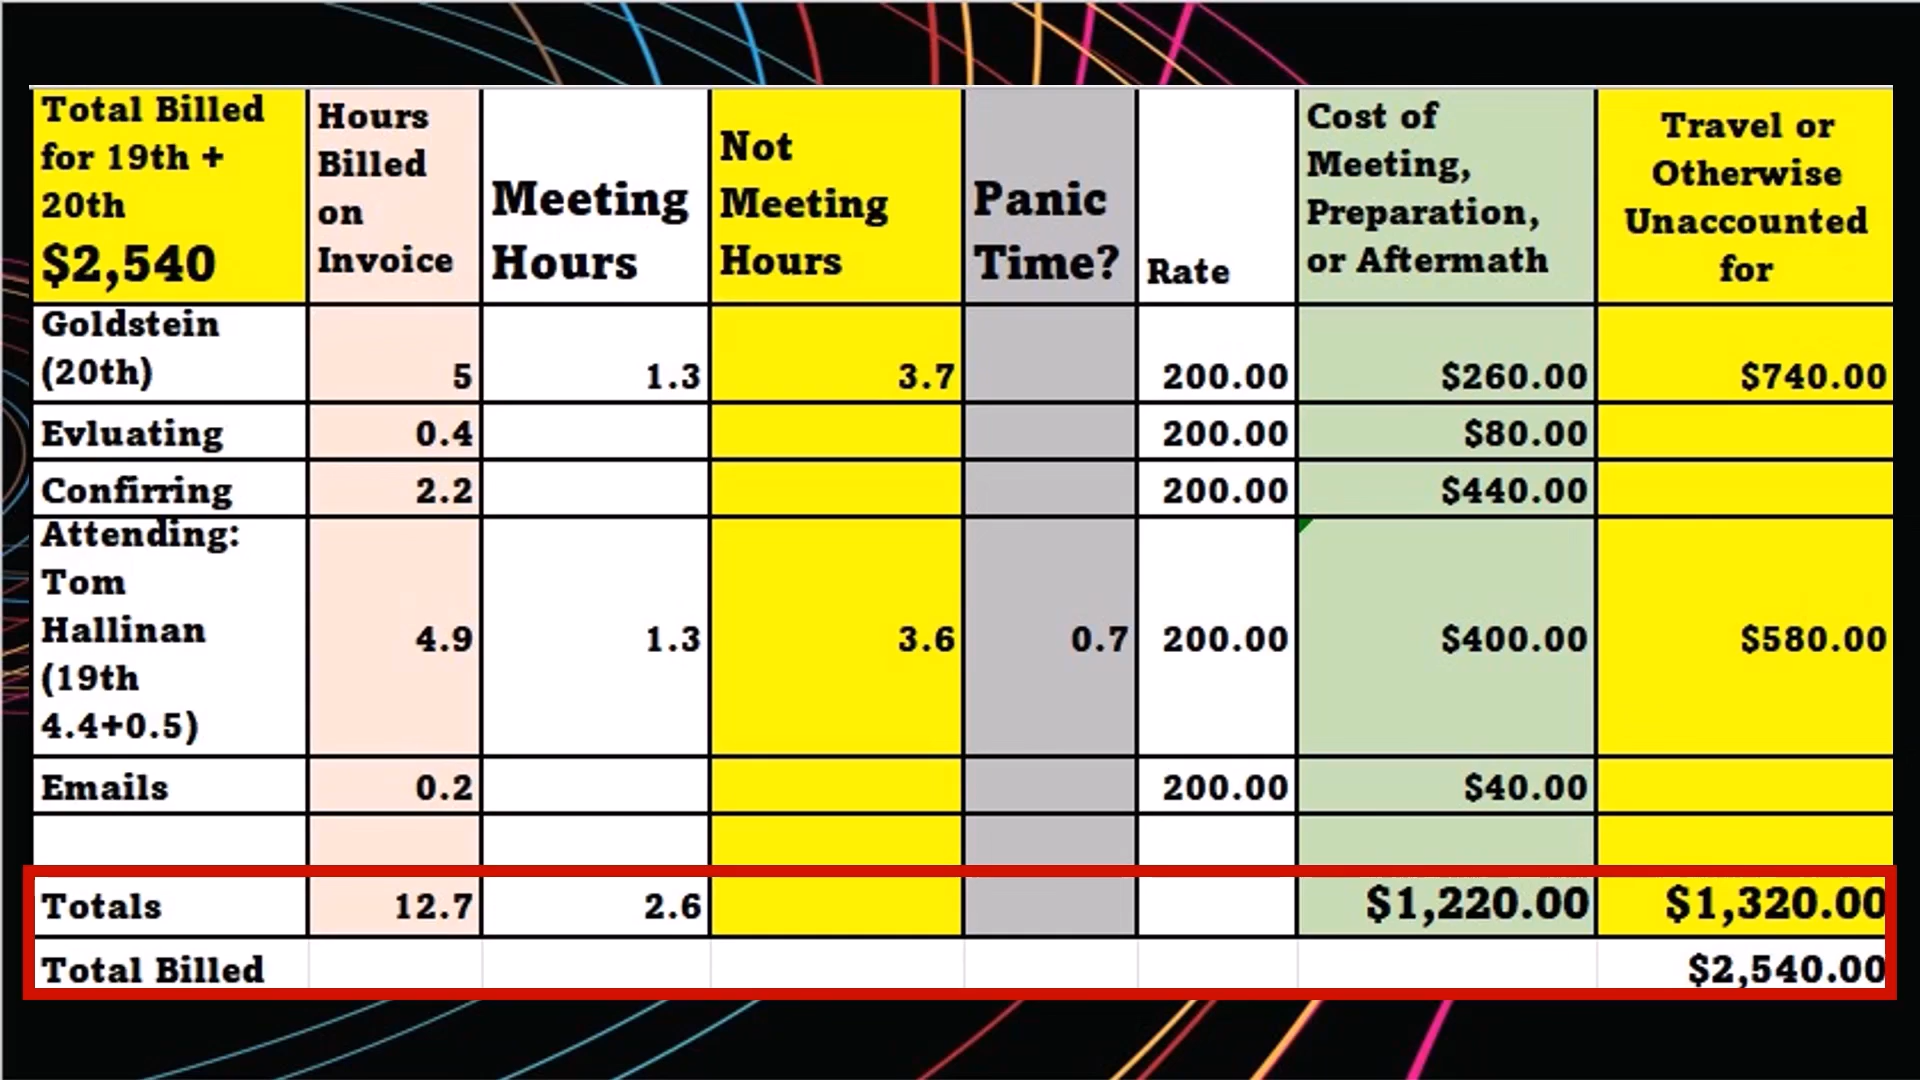 Total Billed
for 19th +
20th
$2,540
Hours
Billed
on
Invoice
Meeting
Hours
Not
Meeting
Hours
Panic
Time?
Rate
Cost of
Meeting,
Preparation,
or Aftermath
Travel or
Otherwise
Unaccounted
for
Goldstein
(20th)
5
1.3
3.7
200.00
$260.00
$740.00
Evluating
0.4
200.00
$80.00
Confirring
2.2
200.00
$440.00
Attending:
Tom
Hallinan
(19th
4.4+0.5)
4.9
1.3
3.6
0.7
200.00
$400.00
$580.00
Emails
0.2
200.00
$40.00
Totals
12.7
2.6
$1,220.00
$1,320.00
Total Billed
$2,540.00